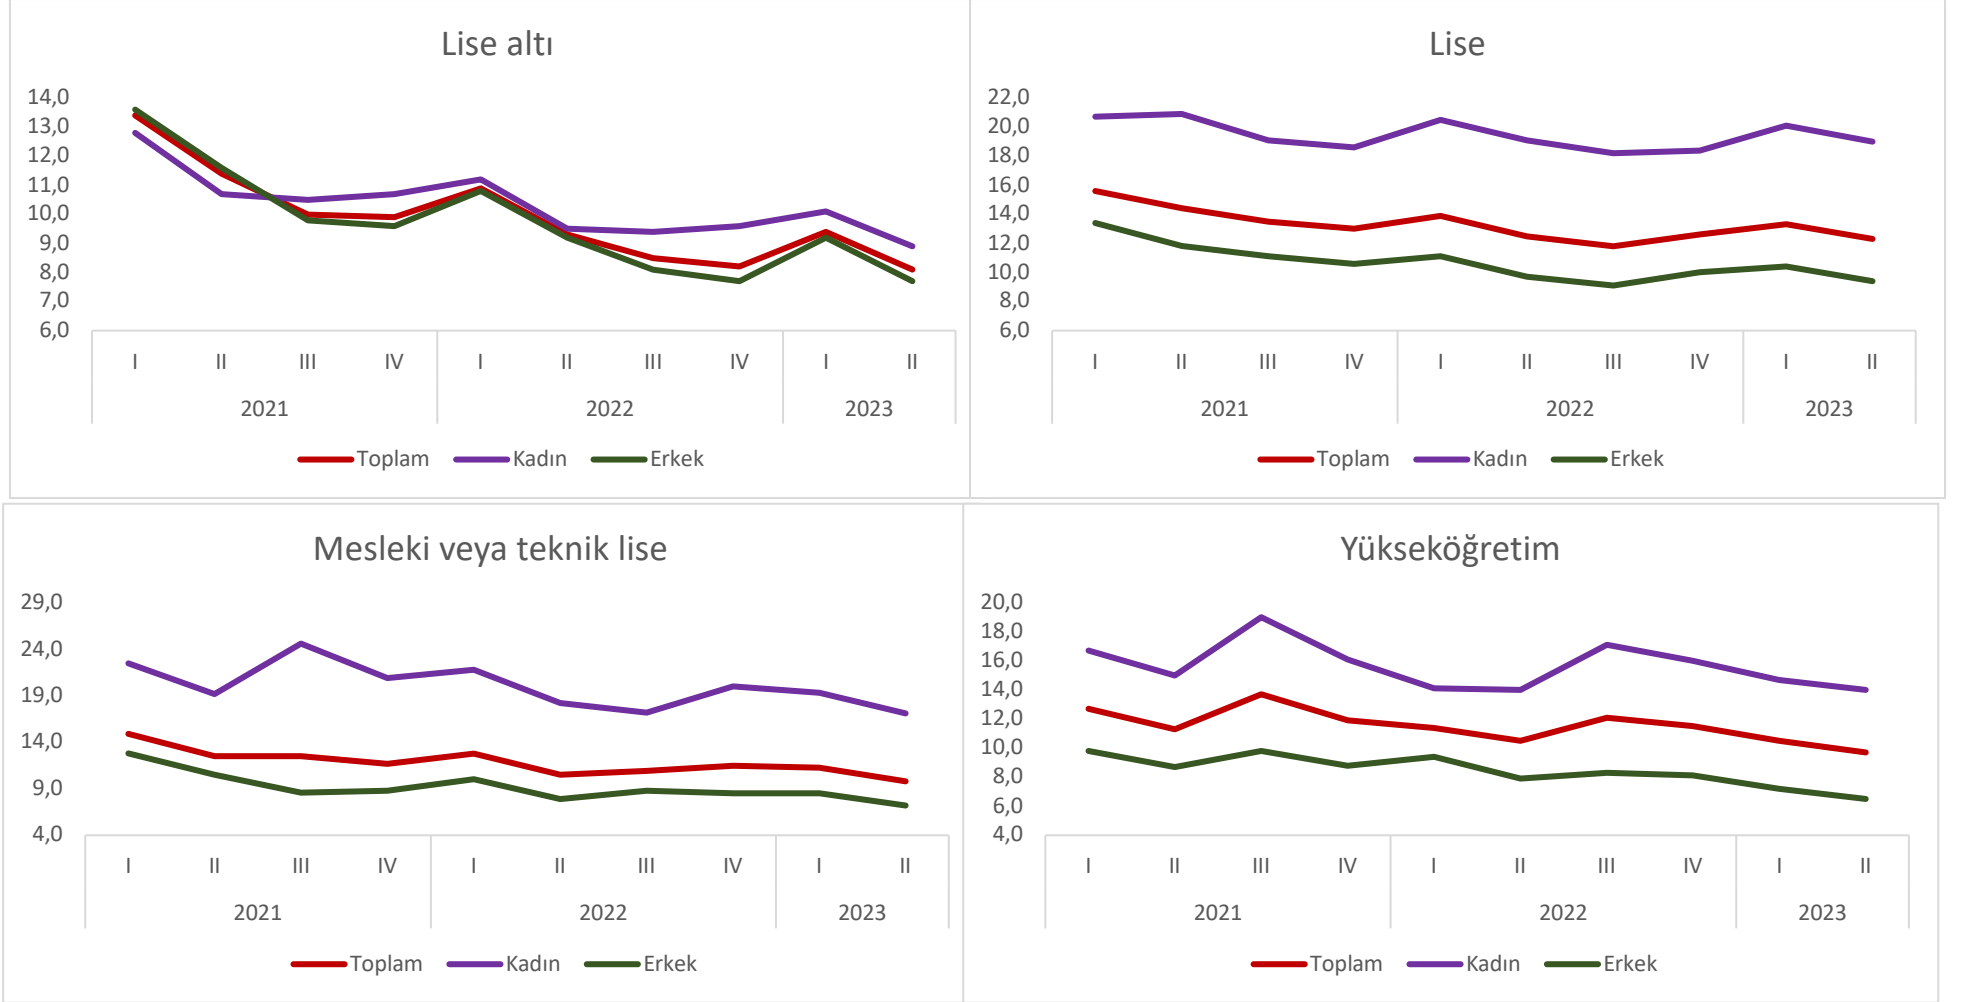 Lise altı
14,0
13,0
12,0
11,0
10,0
9,0
8,0
7,0
6,0
I II III IV I II III IV I II
2021 2022 2023
Toplam Kadın Erkek
Lise
22,0
20,0
18,0
16,0
14,0
12,0
10,0
8,0
6,0
I II III IV I II III IV I II
2021 2022 2023
Toplam Kadın Erkek
Mesleki veya teknik lise
29,0
24,0
19,0
14,0
9,0
4,0
I II III IV I II III IV I II
2021 2022 2023
Toplam Kadın Erkek
Yükseköğretim
20,0
18,0
16,0
14,0
12,0
10,0
8,0
6,0
4,0
I II III IV I II III IV I II
2021 2022 2023
Toplam Kadın Erkek